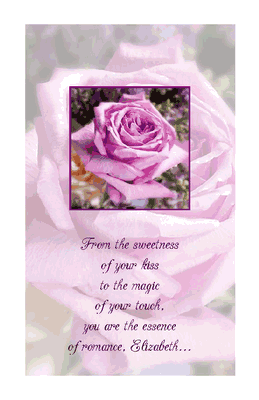 From the sweetness
of your kiss
to the magic
of your touch,
you are the essence
of romance, Elizabeth...